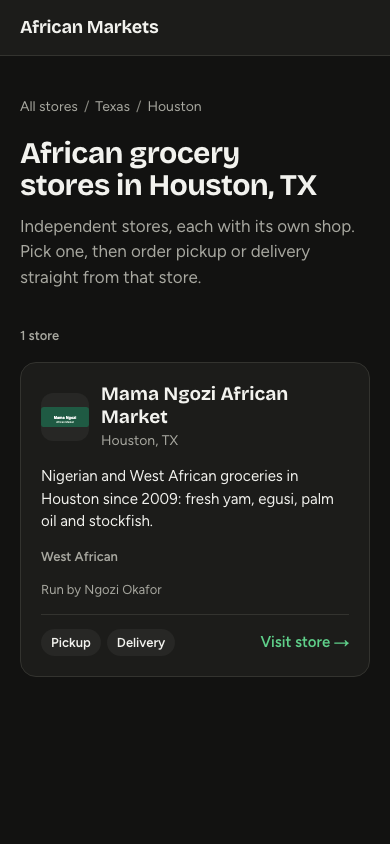 African Markets
All stores / Texas / Houston
African grocery
stores in Houston, TX
Independent stores, each with its own shop.
Pick one, then order pickup or delivery
straight from that store.
1 store
Mama Ngozi
Mama Ngozi African
Market
Houston, TX
Nigerian and West African groceries in
Houston since 2009: fresh yam, egusi, palm
oil and stockfish.
West African
Run by Ngozi Okafor
Pickup Delivery Visit store →